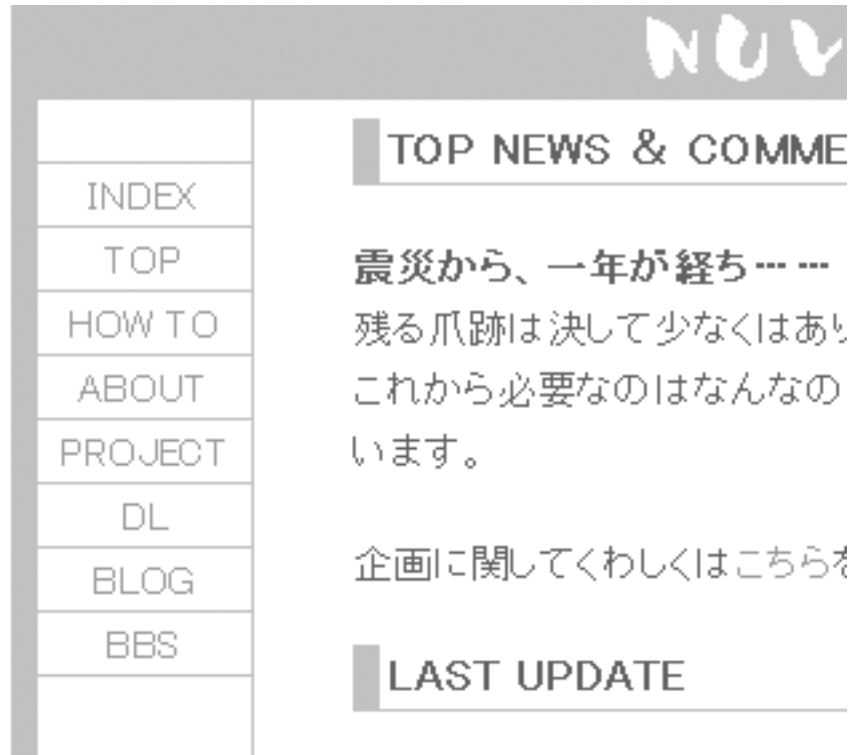 NUV
INDEX
TOP
HOW TO
ABOUT
PROJECT
DL
BLOG
BBS
TOP NEWS & COMME
震災から、一年が経ち……
残る爪跡は決して少なくはあり
これから必要なのはなんなの
います。
企画に関してくわしくはこちらを
LAST UPDATE